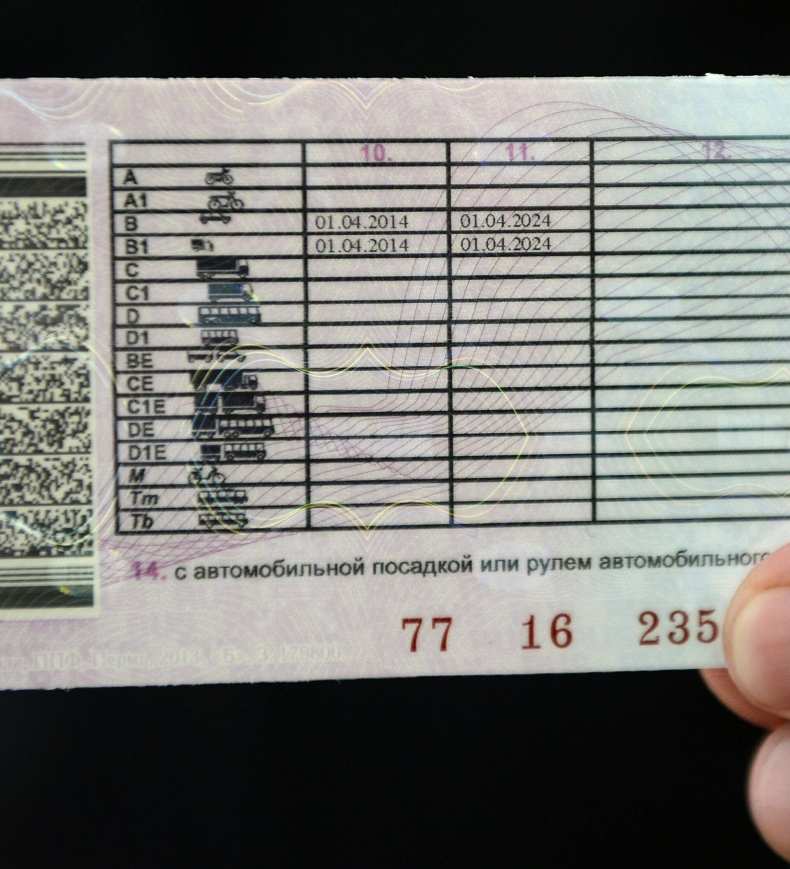 10. 11. 12.
A
A1
B 01.04.2014 01.04.2024
B1 01.04.2014 01.04.2024
C
C1
D
D1
BE
CE
C1E
DE
D1E
M
Tm
Tb
14. с автомобильной посадкой или рулем автомобильного
77 16 235